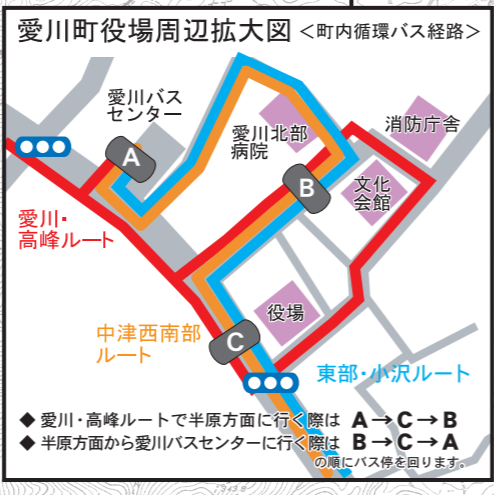 愛川町役場周辺拡大図 <町内循環バス経路>
愛川バス
センター
A
愛川北部
病院
消防庁舎
B
文化
会館
愛川・
高峰ルート
役場
中津西南部
ルート
C
東部・小沢ルート
◆ 愛川・高峰ルートで半原方面に行く際は A→C→B
◆ 半原方面から愛川バスセンターに行く際は B→C→A
の順にバス停を回ります。